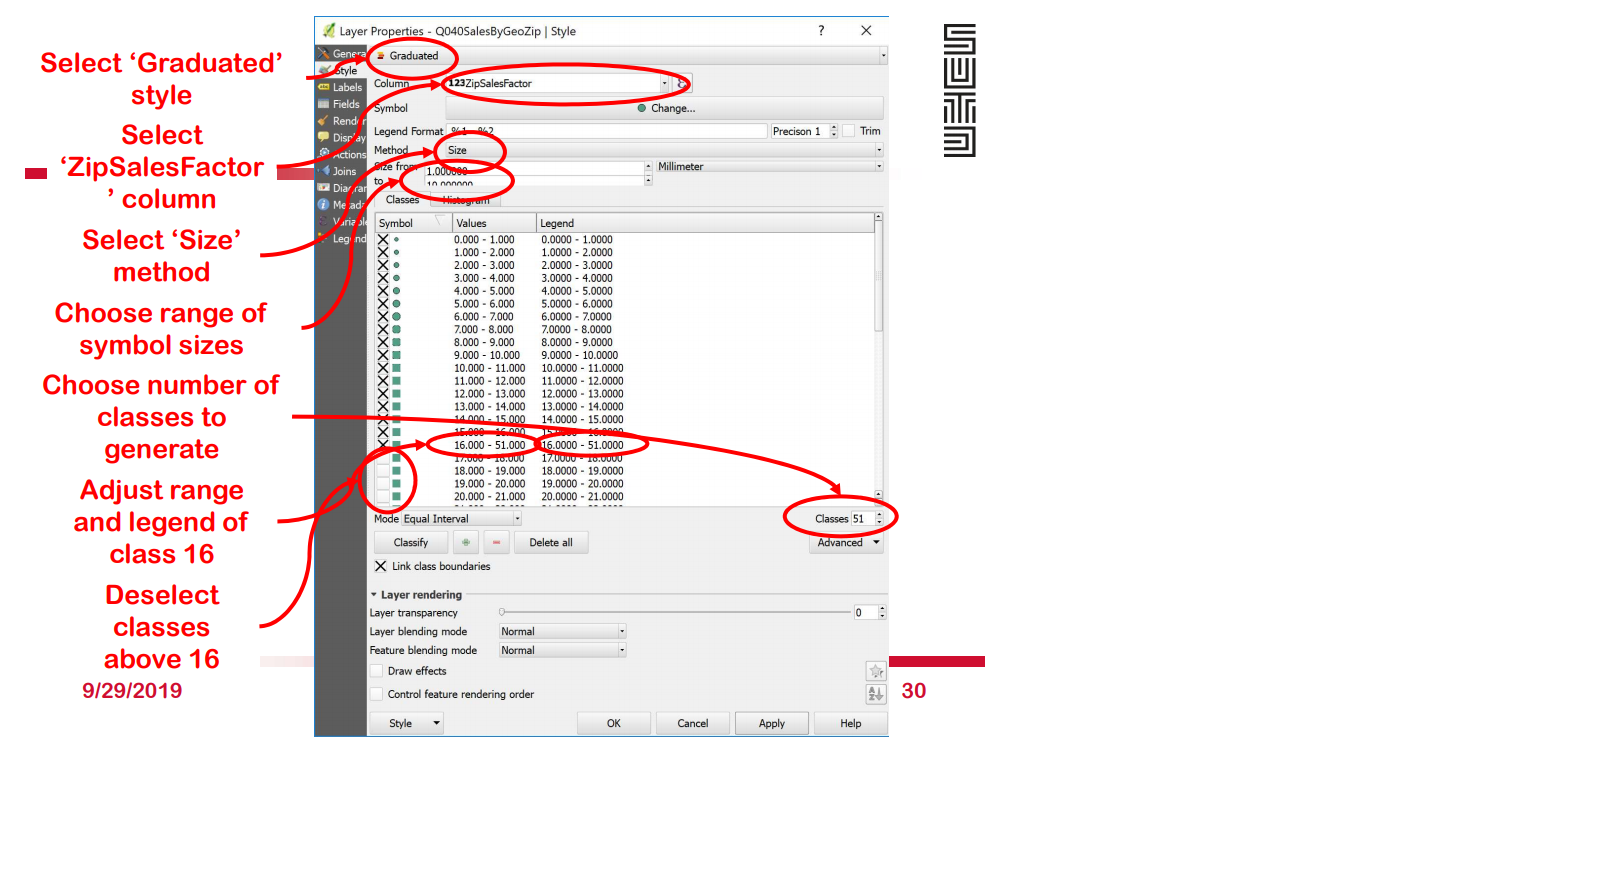 Select ‘Graduated’
style
Select
‘ZipSalesFactor
’ column
Select ‘Size’
method
Choose range of
symbol sizes
Choose number of
classes to
generate
Adjust range
and legend of
class 16
Deselect
classes
above 16
9/29/2019
Layer Properties - Q040SalesByGeoZip | Style
?
Genera
Style
Labels
Fields
Render
Display
Actions
Joins
Diagra
Metada
Variable
Legend
Graduated
Column 123ZipSalesFactor
Symbol Change...
Legend Format %1 - %2 Precison 1 Trim
Method Size
Size from 1.000000 Millimeter
to 10.000000
Classes Histogram
Symbol Values Legend
0.000 - 1.000 0.0000 - 1.0000
1.000 - 2.000 1.0000 - 2.0000
2.000 - 3.000 2.0000 - 3.0000
3.000 - 4.000 3.0000 - 4.0000
4.000 - 5.000 4.0000 - 5.0000
5.000 - 6.000 5.0000 - 6.0000
6.000 - 7.000 6.0000 - 7.0000
7.000 - 8.000 7.0000 - 8.0000
8.000 - 9.000 8.0000 - 9.0000
9.000 - 10.000 9.0000 - 10.0000
10.000 - 11.000 10.0000 - 11.0000
11.000 - 12.000 11.0000 - 12.0000
12.000 - 13.000 12.0000 - 13.0000
13.000 - 14.000 13.0000 - 14.0000
14.000 - 15.000 14.0000 - 15.0000
15.000 - 16.000 15.0000 - 16.0000
16.000 - 51.000 16.0000 - 51.0000
17.000 - 18.000 17.0000 - 18.0000
18.000 - 19.000 18.0000 - 19.0000
19.000 - 20.000 19.0000 - 20.0000
20.000 - 21.000 20.0000 - 21.0000
Mode Equal Interval Classes 51
Classify Delete all Advanced
Link class boundaries
Layer rendering
Layer transparency 0
Layer blending mode Normal
Feature blending mode Normal
Draw effects
Control feature rendering order
Style OK Cancel Apply Help
30